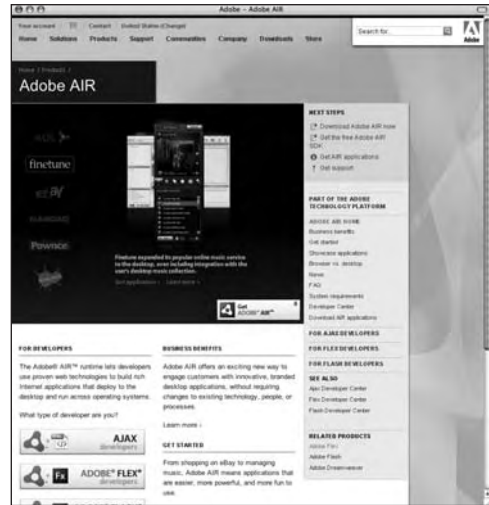 Adobe - Adobe AIR
Your account
Contact
United States (Change)
Home Solutions Products Support Communities Company Downloads Store
Search for
Adobe
Home / Products /
Adobe AIR
finetune
eBY
NASDAQ
Pownce
Finetune expanded its popular online music service
to the desktop, even including integration with the
user's desktop music collection.
Get application › Learn more ›
Get
ADOBE® AIR™
NEXT STEPS
Download Adobe AIR now
Get the free Adobe AIR
SDK
Get AIR applications
Get support
PART OF THE ADOBE
TECHNOLOGY PLATFORM
ADOBE AIR HOME
Business benefits
Get started
Showcase applications
Browser vs. desktop
News
FAQ
System requirements
Developer Center
Download AIR applications
FOR AJAX DEVELOPERS
FOR FLEX DEVELOPERS
FOR FLASH DEVELOPERS
SEE ALSO
Ajax Developer Center
Flex Developer Center
Flash Developer Center
RELATED PRODUCTS
Adobe Flex
Adobe Flash
Adobe Dreamweaver
FOR DEVELOPERS
The Adobe® AIR™ runtime lets developers
use proven web technologies to build rich
Internet applications that deploy to the
desktop and run across operating systems.
What type of developer are you?
AJAX
developers
Fx
ADOBE® FLEX®
developers
BUSINESS BENEFITS
Adobe AIR offers an exciting new way to
engage customers with innovative, branded
desktop applications, without requiring
changes to existing technology, people, or
processes.
Learn more ›
GET STARTED
From shopping on eBay to managing
music, Adobe AIR means applications that
are easier, more powerful, and more fun to
use.